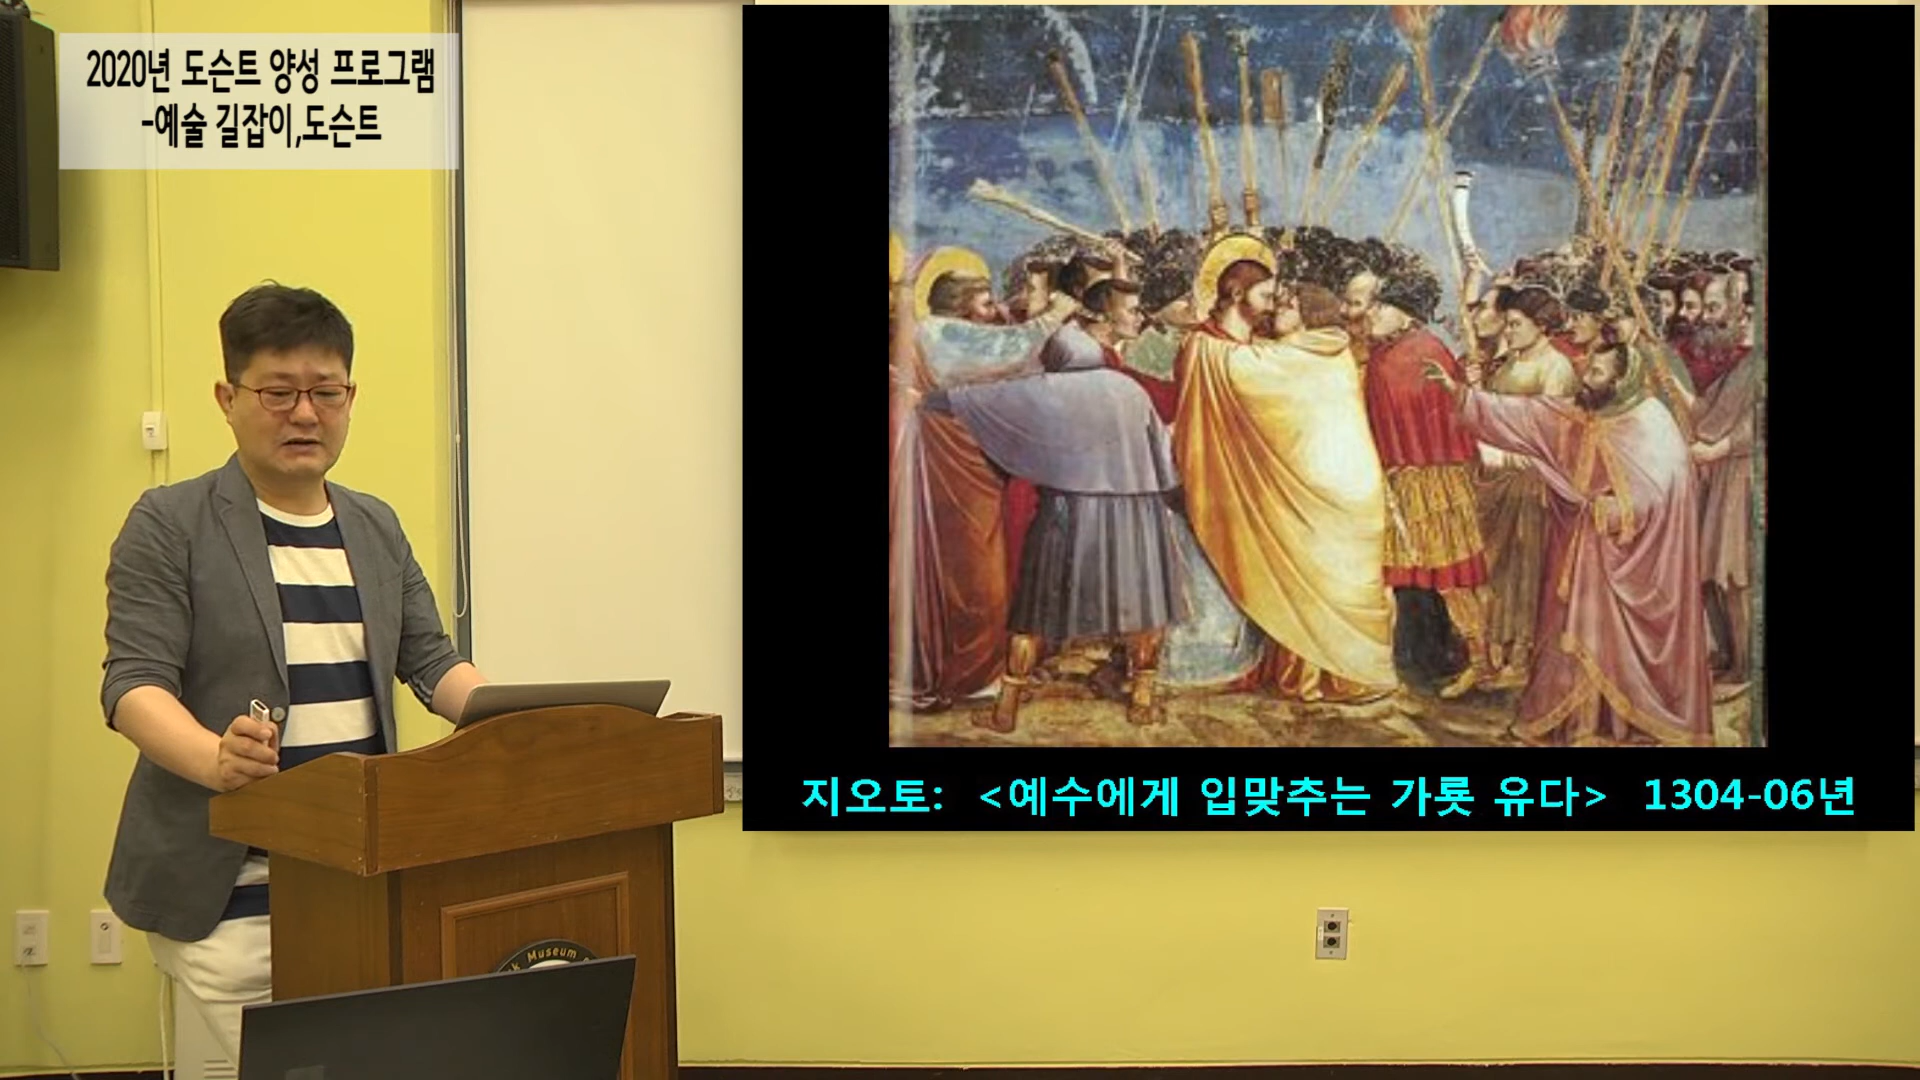 2020년 도슨트 양성 프로그램
-예술 길잡이,도슨트
지오토: <예수에게 입맞추는 가롯 유다> 1304-06년
Museum